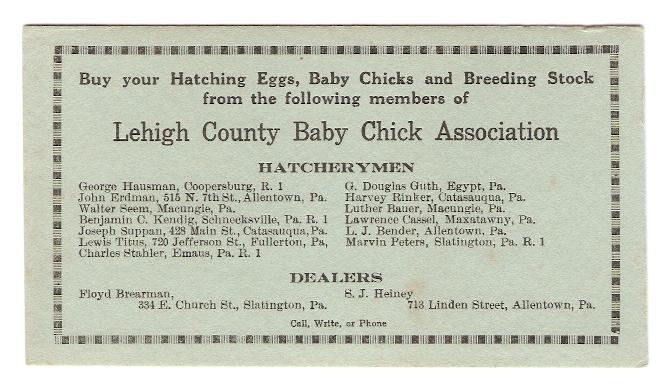 Buy your Hatching Eggs, Baby Chicks and Breeding Stock
from the following members of
Lehigh County Baby Chick Association
HATCHERYMEN
George Hausman, Coopersburg, R. 1
John Erdman, 515 N. 7th St., Allentown, Pa.
Walter Seem, Macungie, Pa.
Benjamin C. Kendig, Schnecksville, Pa. R. 1
Joseph Suppan, 428 Main St., Catasauqua, Pa.
Lewis Titus, 720 Jefferson St., Fullerton, Pa,
Charles Stahler, Emaus, Pa. R. 1
G. Douglas Guth, Egypt, Pa.
Harvey Rinker, Catasauqua, Pa.
Luther Bauer, Macungie, Pa.
Lawrence Cassel, Maxatawny, Pa.
L. J. Bender, Allentown, Pa.
Marvin Peters, Slatington, Pa. R. 1
DEALERS
Floyd Brearman,
334 E. Church St., Slatington, Pa.
S. J. Heiney
713 Linden Street, Allentown, Pa.
Call, Write, or Phone